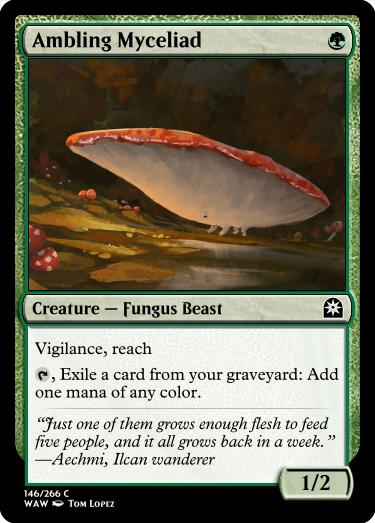 Ambling Myceliad
Creature — Fungus Beast
Vigilance, reach
, Exile a card from your graveyard: Add
one mana of any color.
“Just one of them grows enough flesh to feed
five people, and it all grows back in a week.”
—Aechmi, Ilcan wanderer
1/2
146/266 C
WAW Tom Lopez